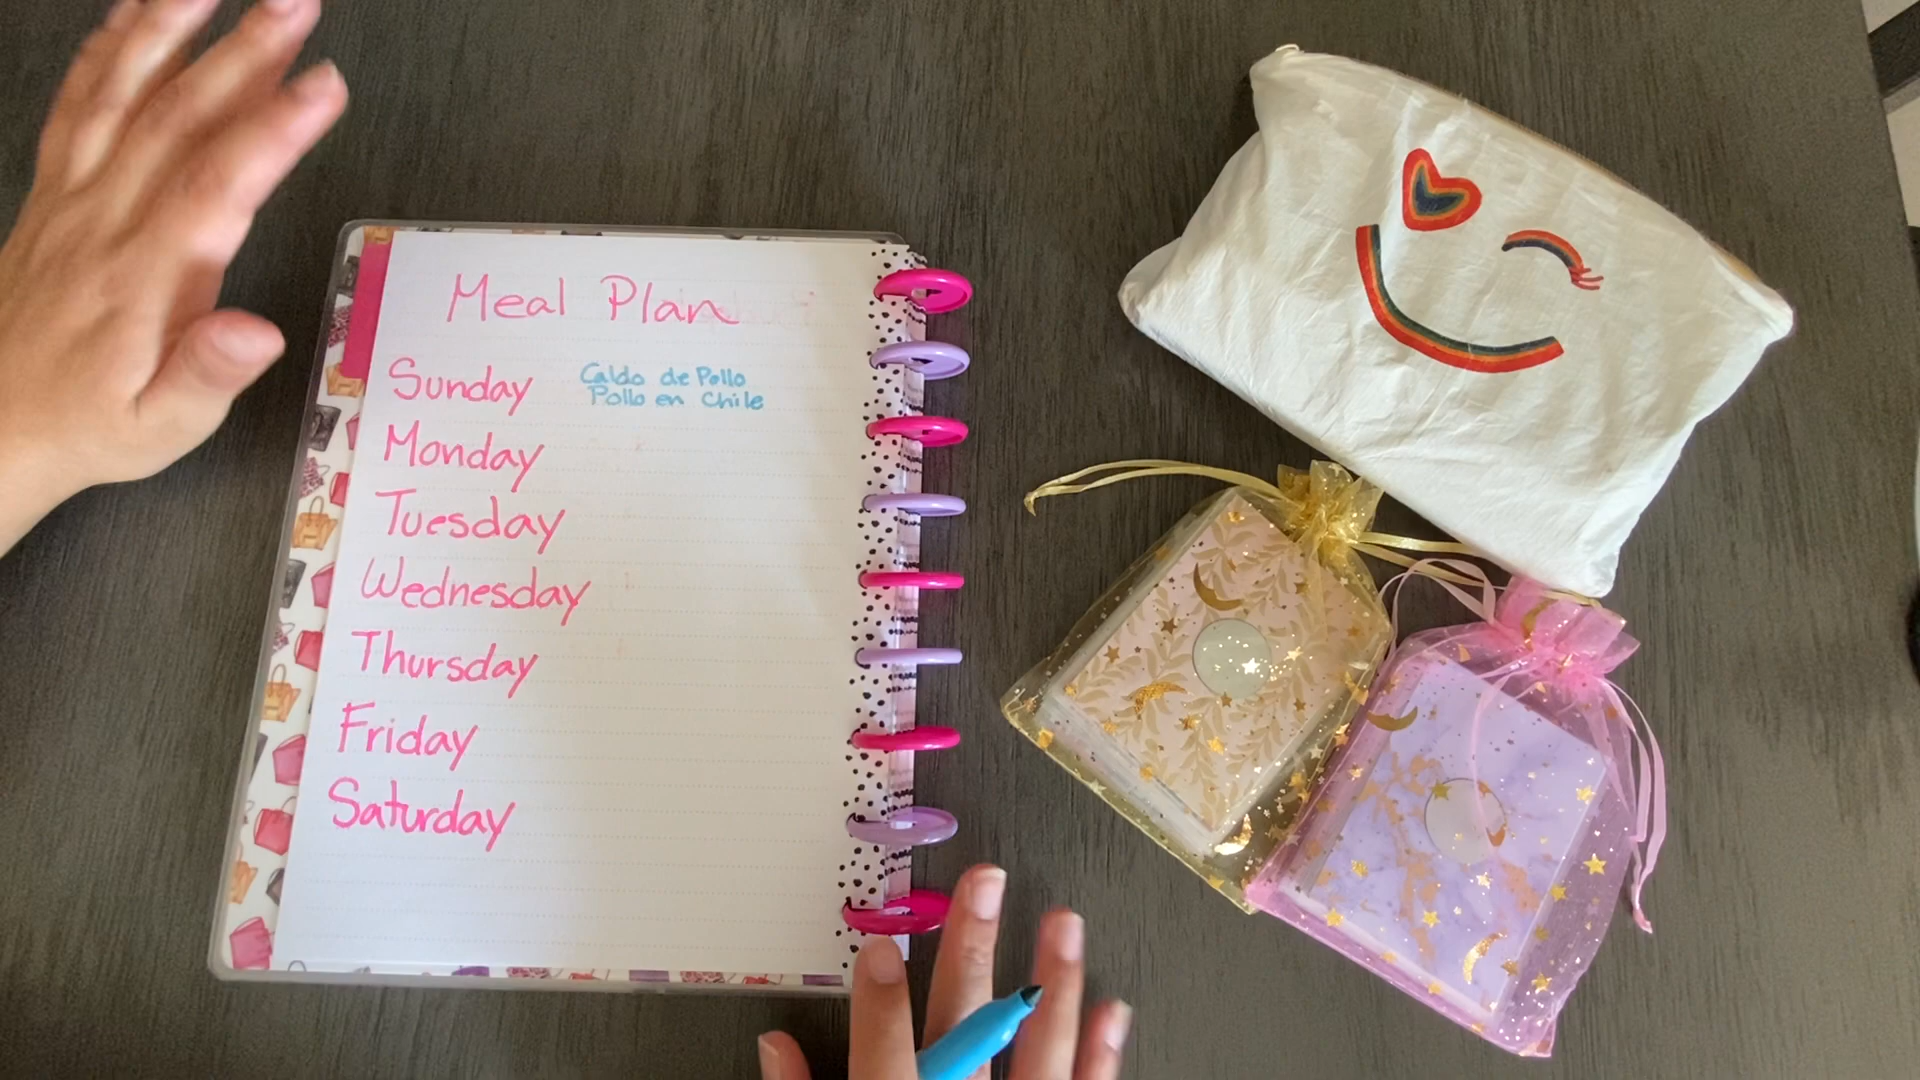 Meal Plan
Sunday
Caldo de Pollo
Pollo en Chile
Monday
Tuesday
Wednesday
Thursday
Friday
Saturday